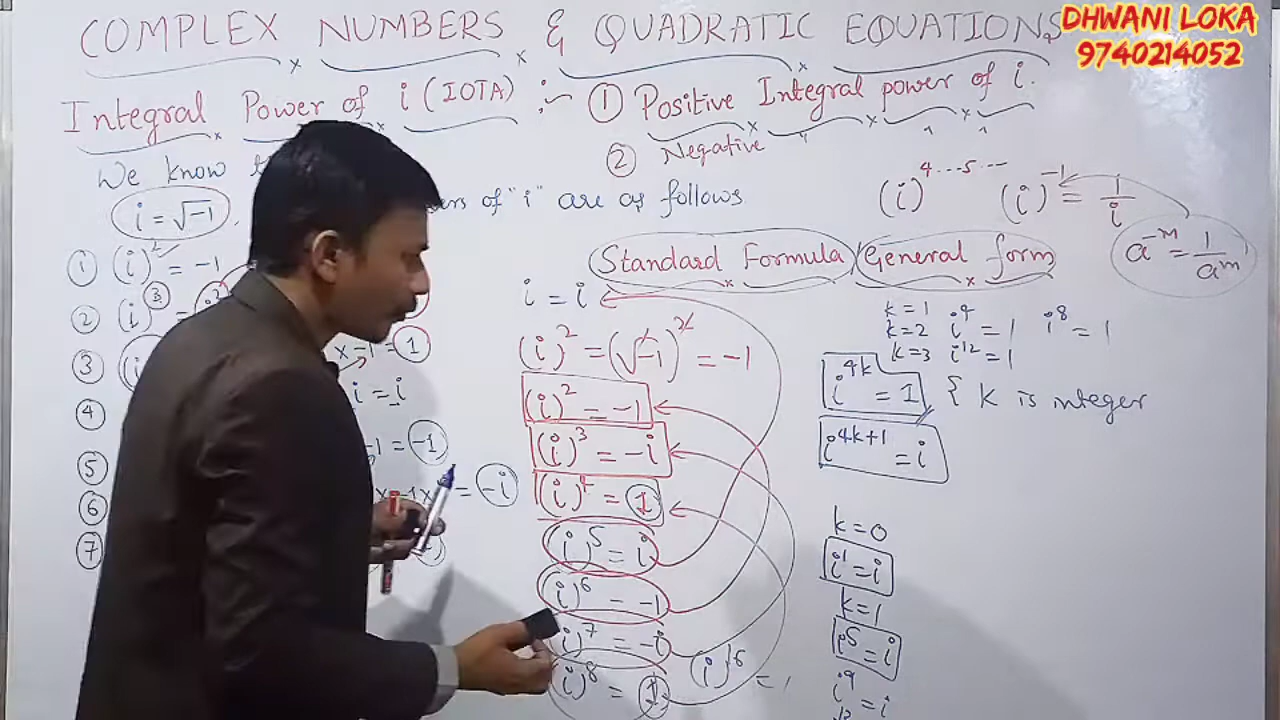 COMPLEX NUMBERS & QUADRATIC EQUATIONS
DHWANI LOKA
9740214052
Integral Power of i (IOTA) :- ① Positive Integral power of i.
② Negative
We know
i = √-1 ,
of "i" are as follows
(i)^4...5... (i)^-1 = 1/i
a^-m = 1/a^m
① (i)^2 = -1
② (i)^3 =
③
x-1 = 1
④
i = i
⑤
= -1
⑥
= -i
⑦
Standard Formula
i = i
(i)^2 = (√-1)^2 = -1
(i)^2 = -1
(i)^3 = -i
(i)^4 = 1
(i)^5 = i
(i)^6 - -1
(i)^7 = -i
(i)^8 = 1
General form
k=1
k=2 i^4 = 1 i^8 = 1
k=3 i^12 = 1
i^4k = 1 { k is integer
i^4k+1 = i
k=0
i^1 = i
k=1
i^5 = i
i^9 = i